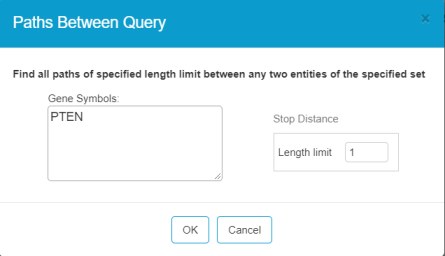 Paths Between Query
×
Find all paths of specified length limit between any two entities of the specified set
Gene Symbols:
PTEN
Stop Distance
Length limit 1
OK Cancel